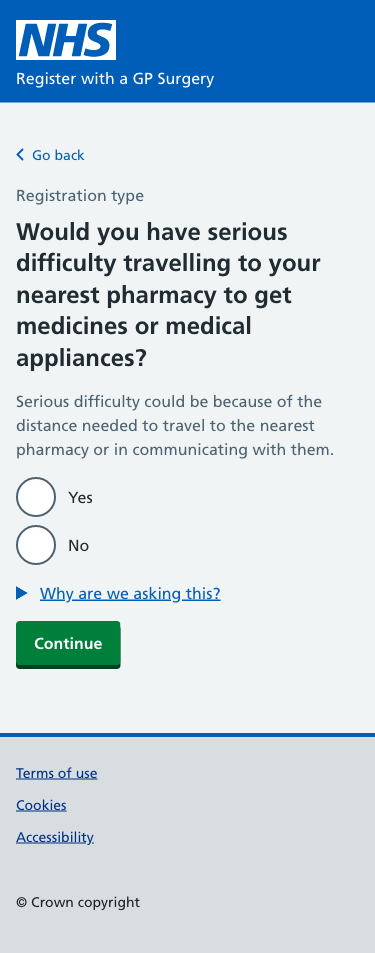 NHS
Register with a GP Surgery
Go back
Registration type
Would you have serious
difficulty travelling to your
nearest pharmacy to get
medicines or medical
appliances?
Serious difficulty could be because of the
distance needed to travel to the nearest
pharmacy or in communicating with them.
Yes
No
Why are we asking this?
Continue
Terms of use
Cookies
Accessibility
© Crown copyright